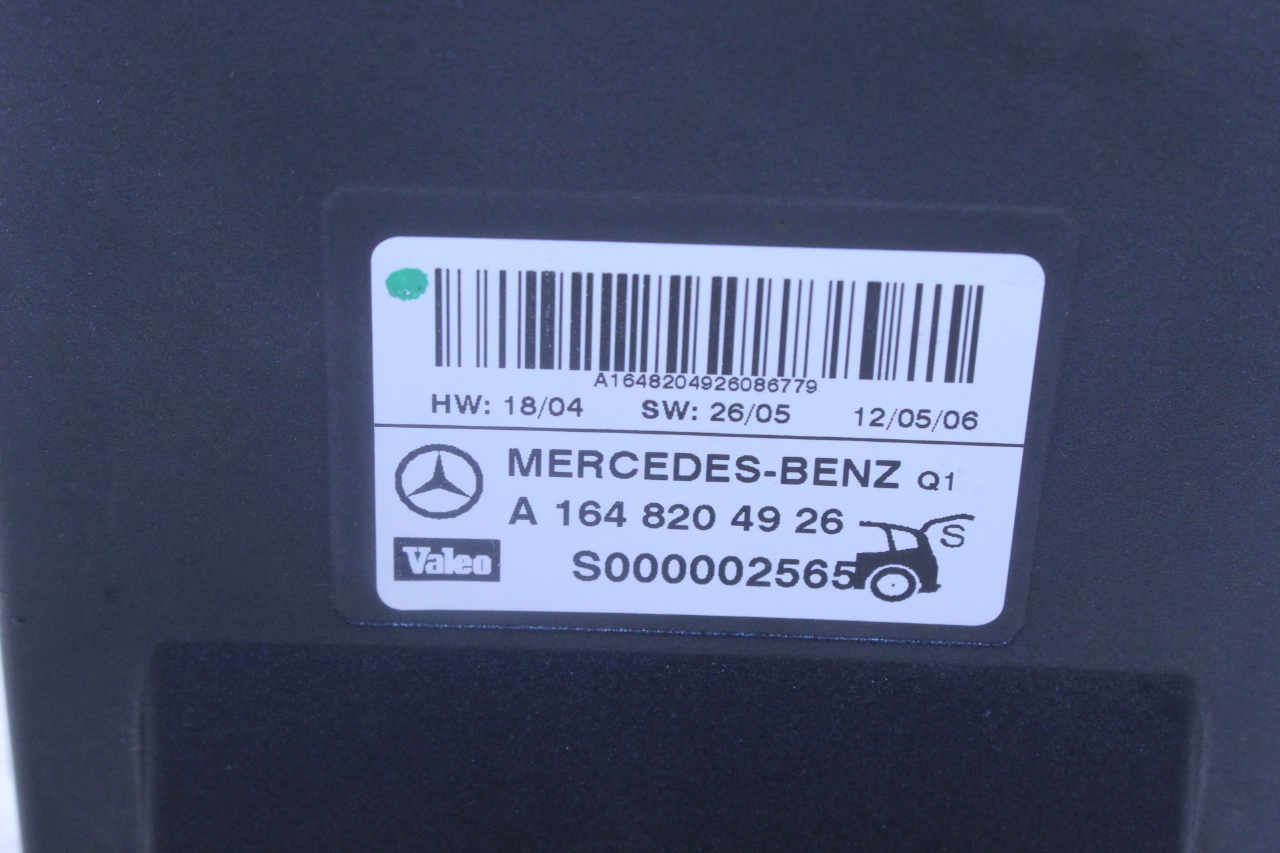 A1648204926086779
HW: 18/04 SW: 26/05 12/05/06
MERCEDES-BENZ Q1
A 164 820 49 26
S
Valeo S000002565